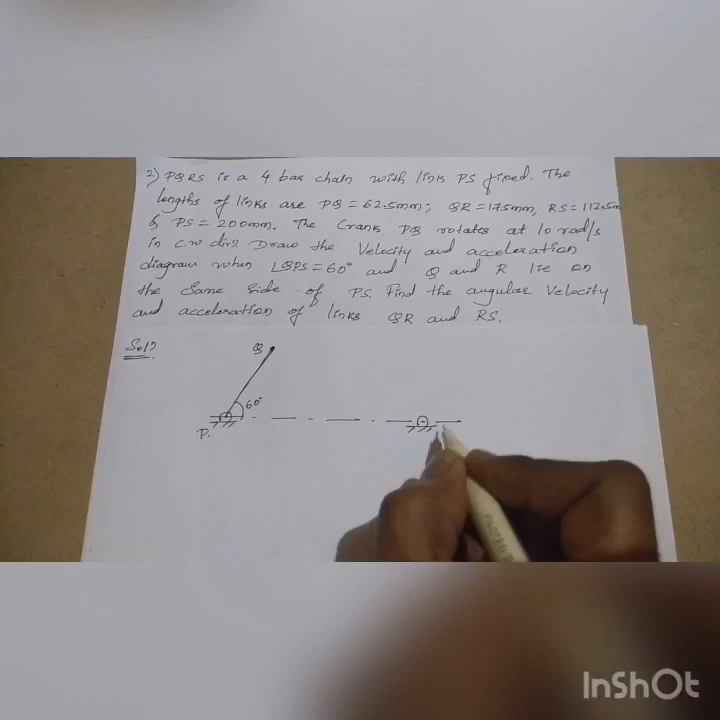 2) PQRS is a 4 bar chain with link PS fixed. The
lengths of links are PQ = 62.5mm; QR = 175mm, RS = 112.5m
& PS = 200mm. The Crank PQ rotates at 10 rad/s
in c.w dirn Draw the Velocity and acceleration
diagram when ∠QPS = 60° and Q and R lie on
the same side of PS. Find the angular Velocity
and acceleration of links QR and RS.
Soln
Q
60°
P.
InShOt